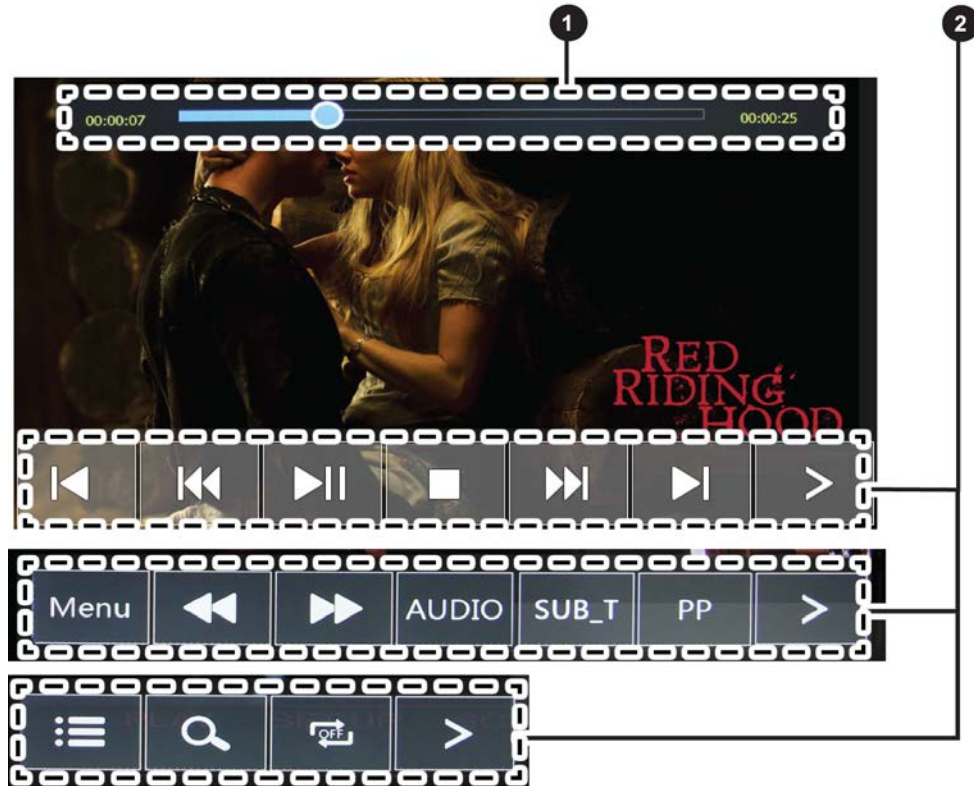 1
2
00:00:07
00:00:25
RED
RIDING
HOOD
Menu
AUDIO
SUB_T
PP
OFF